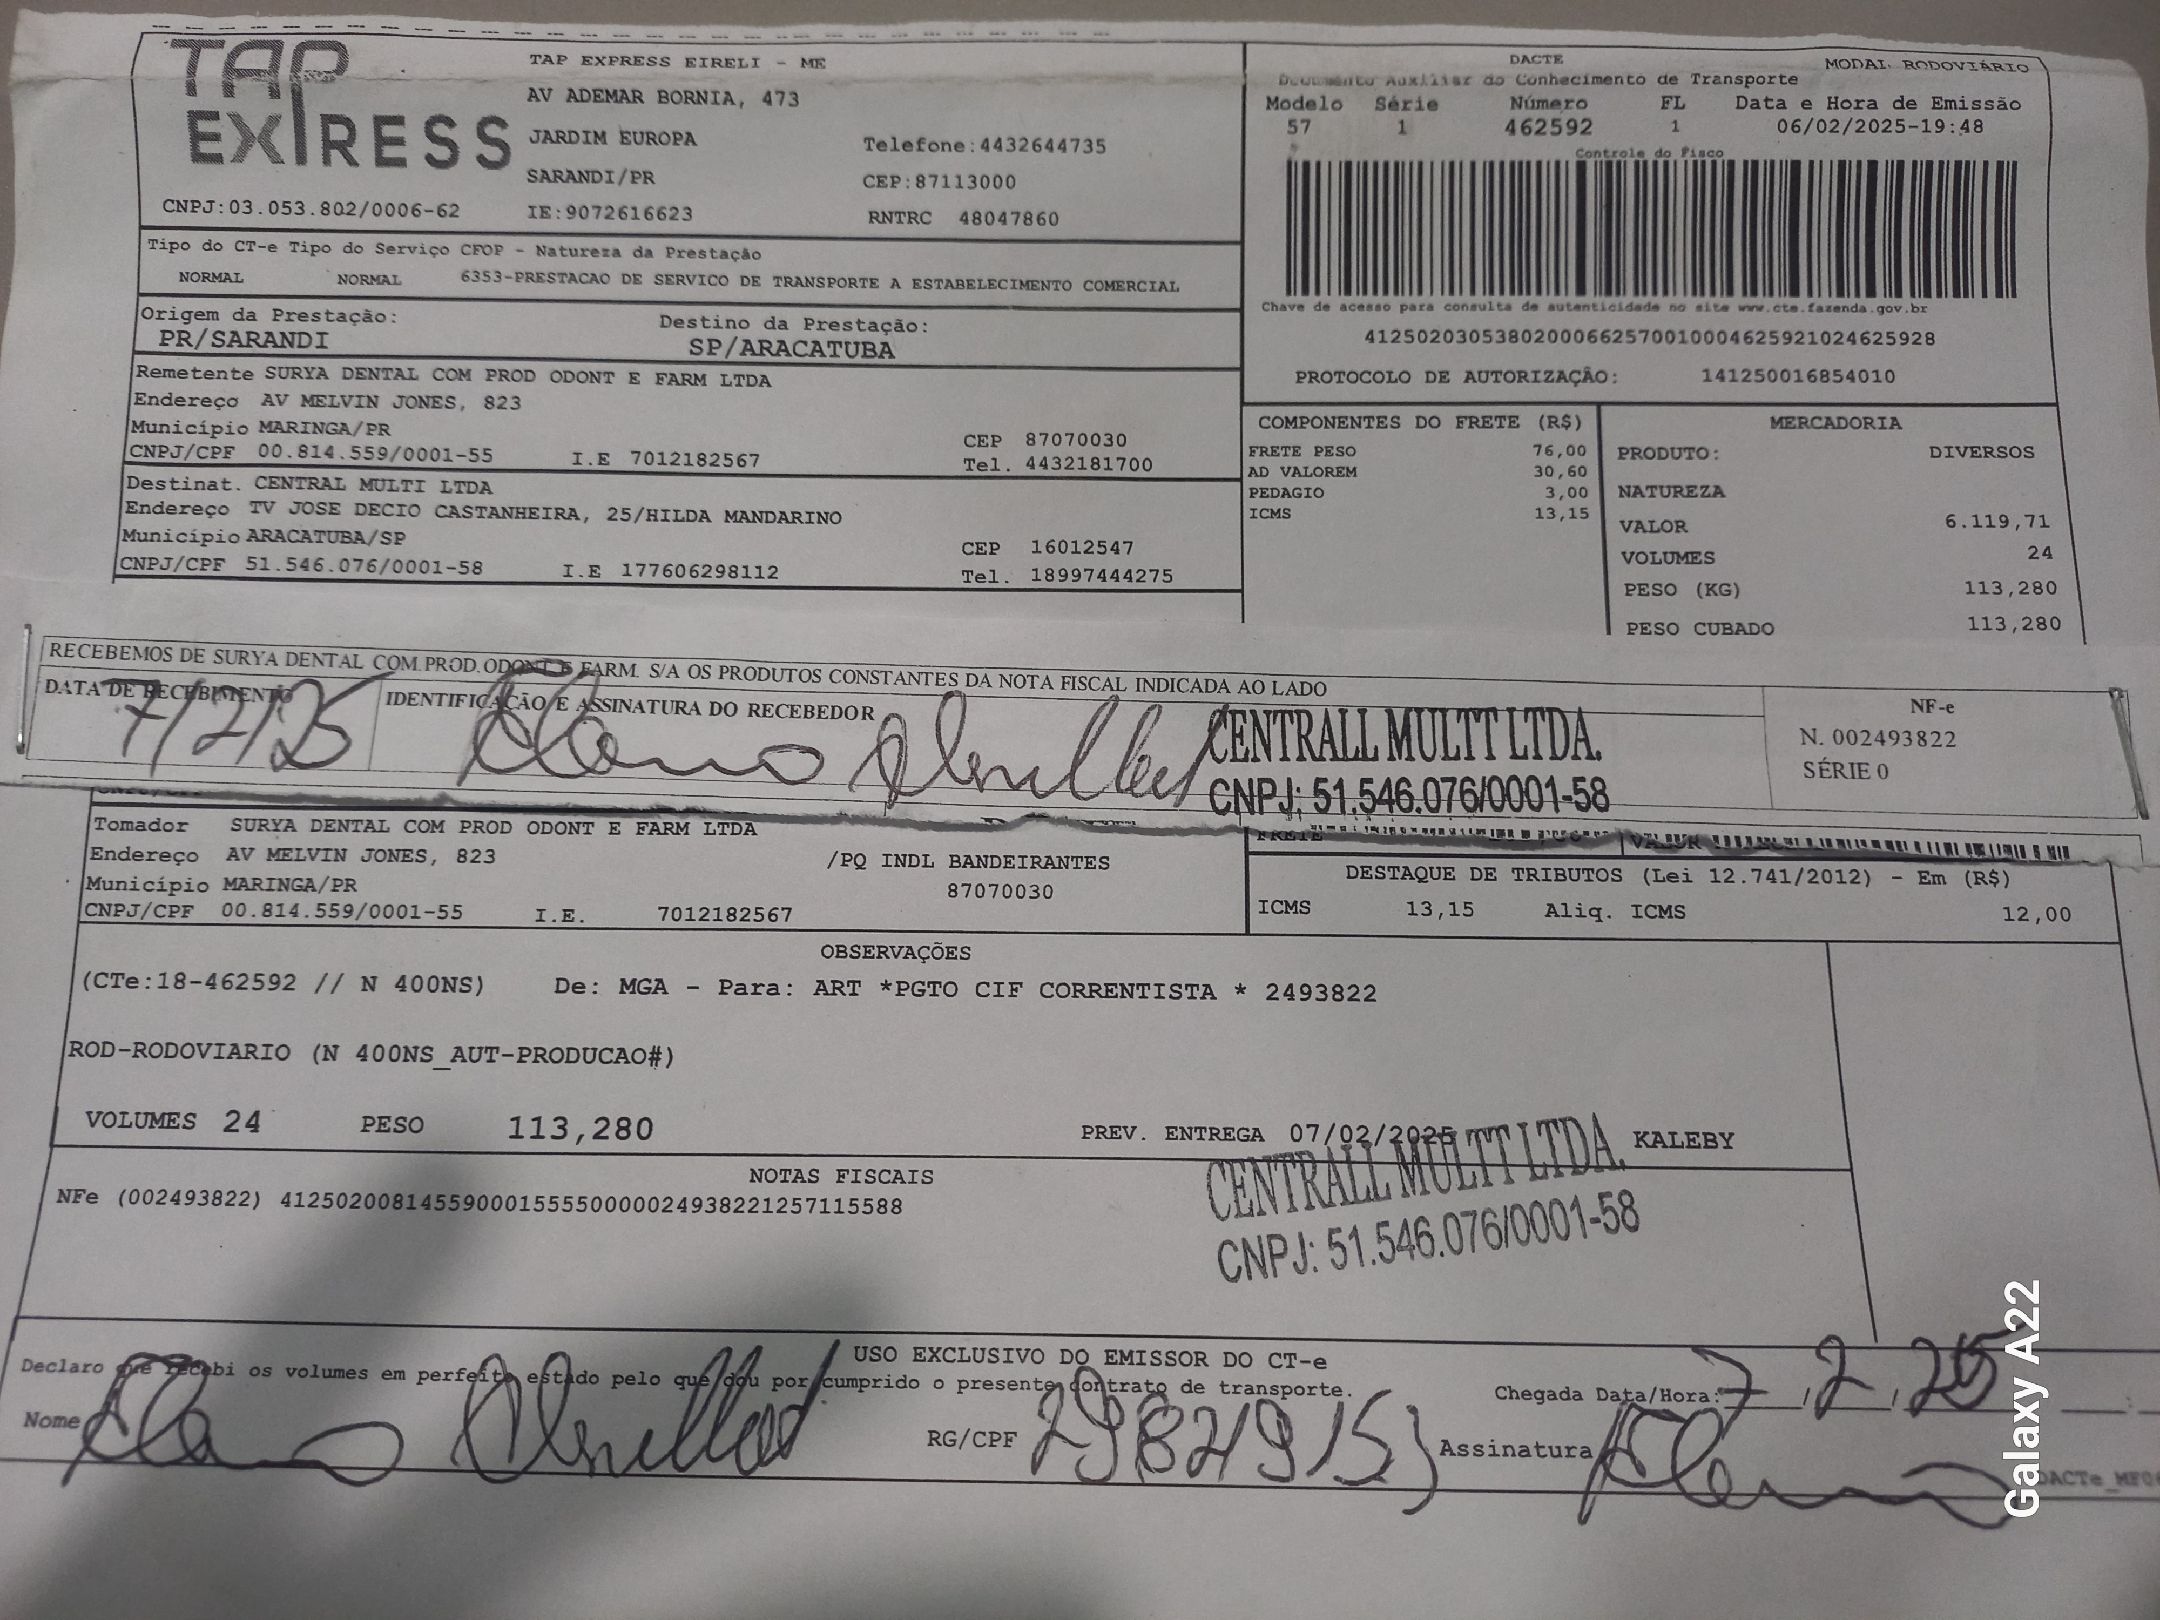 TAP EXPRESS
TAP EXPRESS EIRELI - ME
AV ADEMAR BORNIA, 473
JARDIM EUROPA Telefone:4432644735
SARANDI/PR CEP:87113000
CNPJ:03.053.802/0006-62 IE:9072616623 RNTRC 48047860
DACTE MODAL RODOVIÁRIO
Documento Auxiliar do Conhecimento de Transporte
Modelo Série Número FL Data e Hora de Emissão
57 1 462592 1 06/02/2025-19:48
Controle do Fisco
Chave de acesso para consulta de autenticidade no site www.cte.fazenda.gov.br
41250203053802000662570010004625921024625928
PROTOCOLO DE AUTORIZAÇÃO: 141250016854010
Tipo do CT-e Tipo do Serviço CFOP - Natureza da Prestação
NORMAL NORMAL 6353-PRESTACAO DE SERVICO DE TRANSPORTE A ESTABELECIMENTO COMERCIAL
Origem da Prestação: Destino da Prestação:
PR/SARANDI SP/ARACATUBA
Remetente SURYA DENTAL COM PROD ODONT E FARM LTDA
Endereço AV MELVIN JONES, 823
Município MARINGA/PR CEP 87070030
CNPJ/CPF 00.814.559/0001-55 I.E 7012182567 Tel. 4432181700
Destinat. CENTRAL MULTI LTDA
Endereço TV JOSE DECIO CASTANHEIRA, 25/HILDA MANDARINO
Município ARACATUBA/SP CEP 16012547
CNPJ/CPF 51.546.076/0001-58 I.E 177606298112 Tel. 18997444275
COMPONENTES DO FRETE (R$)
FRETE PESO 76,00
AD VALOREM 30,60
PEDAGIO 3,00
ICMS 13,15
MERCADORIA
PRODUTO: DIVERSOS
NATUREZA
VALOR 6.119,71
VOLUMES 24
PESO (KG) 113,280
PESO CUBADO 113,280
RECEBEMOS DE SURYA DENTAL COM.PROD.ODONT E FARM. S/A OS PRODUTOS CONSTANTES DA NOTA FISCAL INDICADA AO LADO
DATA DE RECEBIMENTO IDENTIFICAÇÃO E ASSINATURA DO RECEBEDOR
7/2/25
CENTRALL MULTT LTDA.
CNPJ: 51.546.076/0001-58
NF-e
N. 002493822
SÉRIE 0
FRETE VALOR
Tomador SURYA DENTAL COM PROD ODONT E FARM LTDA
Endereço AV MELVIN JONES, 823 /PQ INDL BANDEIRANTES
Município MARINGA/PR 87070030
CNPJ/CPF 00.814.559/0001-55 I.E. 7012182567
DESTAQUE DE TRIBUTOS (Lei 12.741/2012) - Em (R$)
ICMS 13,15 Aliq. ICMS 12,00
OBSERVAÇÕES
(CTe:18-462592 // N 400NS) De: MGA - Para: ART *PGTO CIF CORRENTISTA * 2493822
ROD-RODOVIARIO (N 400NS_AUT-PRODUCAO#)
VOLUMES 24 PESO 113,280 PREV. ENTREGA 07/02/2025 KALEBY
CENTRALL MULTT LTDA.
CNPJ: 51.546.076/0001-58
NOTAS FISCAIS
NFe (002493822) 41250200814559000155550000024938221257115588
USO EXCLUSIVO DO EMISSOR DO CT-e
Declaro que recebi os volumes em perfeito estado pelo que dou por cumprido o presente contrato de transporte.
Chegada Data/Hora: 7/2/25
Nome RG/CPF Assinatura
Galaxy A22